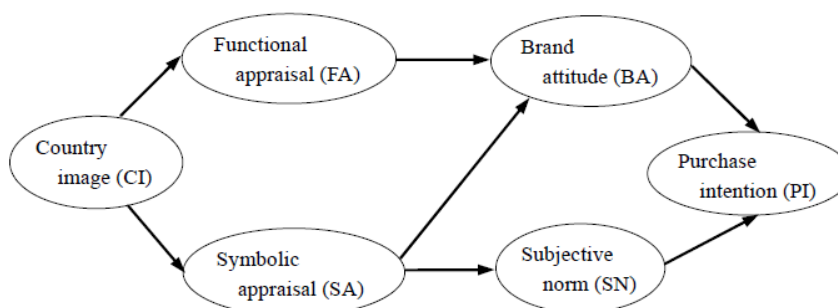 Functional
appraisal (FA)
Brand
attitude (BA)
Country
image (CI)
Purchase
intention (PI)
Symbolic
appraisal (SA)
Subjective
norm (SN)